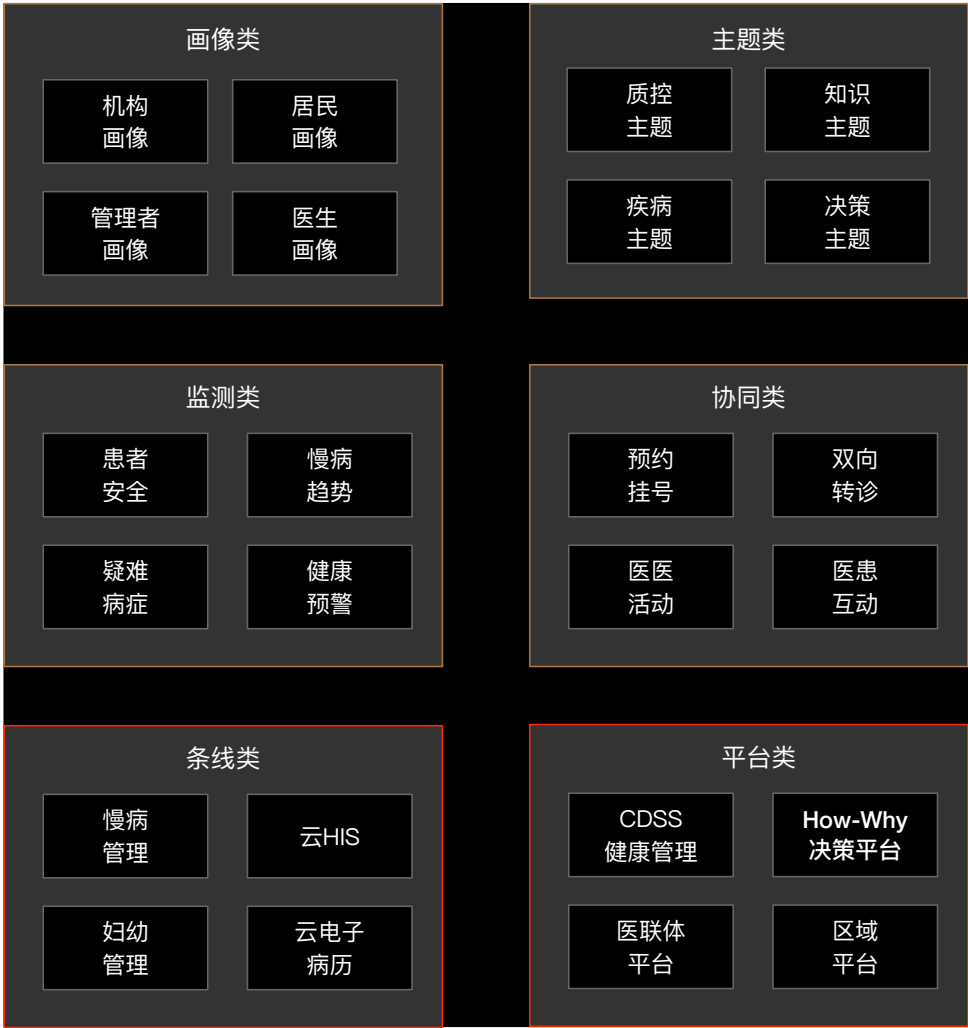 画像类
机构
画像
居民
画像
管理者
画像
医生
画像
主题类
质控
主题
知识
主题
疾病
主题
决策
主题
监测类
患者
安全
慢病
趋势
疑难
病症
健康
预警
协同类
预约
挂号
双向
转诊
医医
活动
医患
互动
条线类
慢病
管理
云HIS
妇幼
管理
云电子
病历
平台类
CDSS
健康管理
How-Why
决策平台
医联体
平台
区域
平台